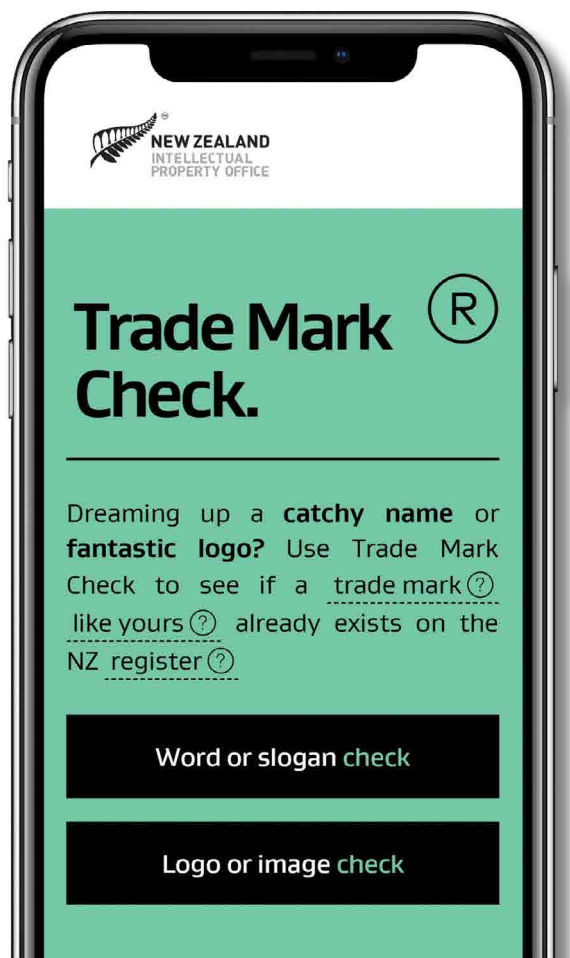 NEW ZEALAND
INTELLECTUAL
PROPERTY OFFICE
Trade Mark ®
Check.
Dreaming up a catchy name or
fantastic logo? Use Trade Mark
Check to see if a trade mark ?
like yours ? already exists on the
NZ register ?
Word or slogan check
Logo or image check